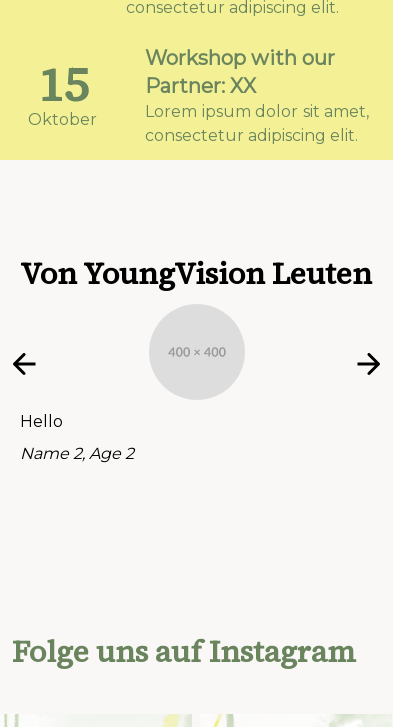 consectetur adipiscing elit.
15
Oktober
Workshop with our
Partner: XX
Lorem ipsum dolor sit amet,
consectetur adipiscing elit.
Von YoungVision Leuten
400 × 400
Hello
Name 2, Age 2
Folge uns auf Instagram